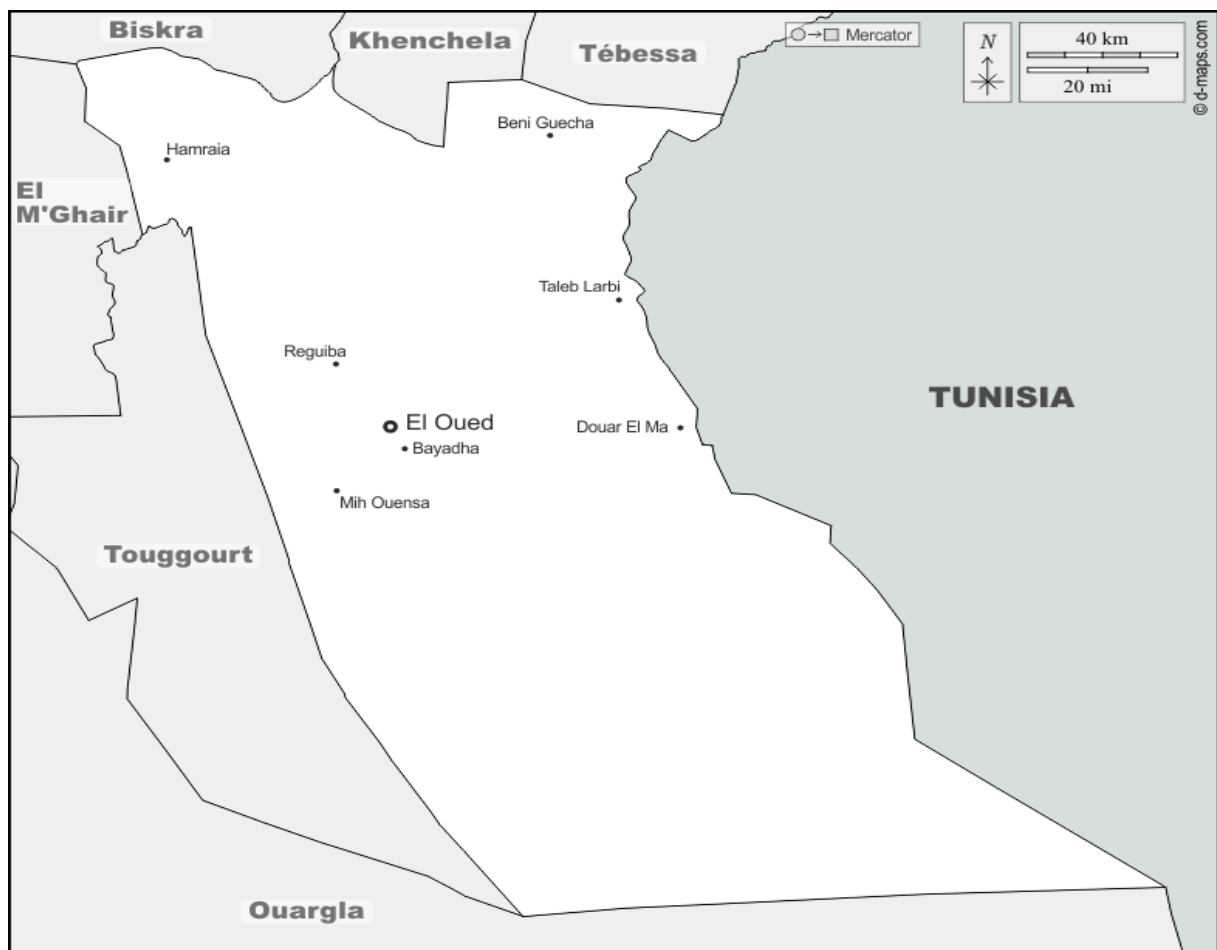 Biskra
Khenchela
Tébessa
Mercator
N
40 km
20 mi
© d-maps.com
Beni Guecha
Hamraia
El
M'Ghair
Taleb Larbi
Reguiba
TUNISIA
El Oued
Douar El Ma
Bayadha
Mih Ouensa
Touggourt
Ouargla